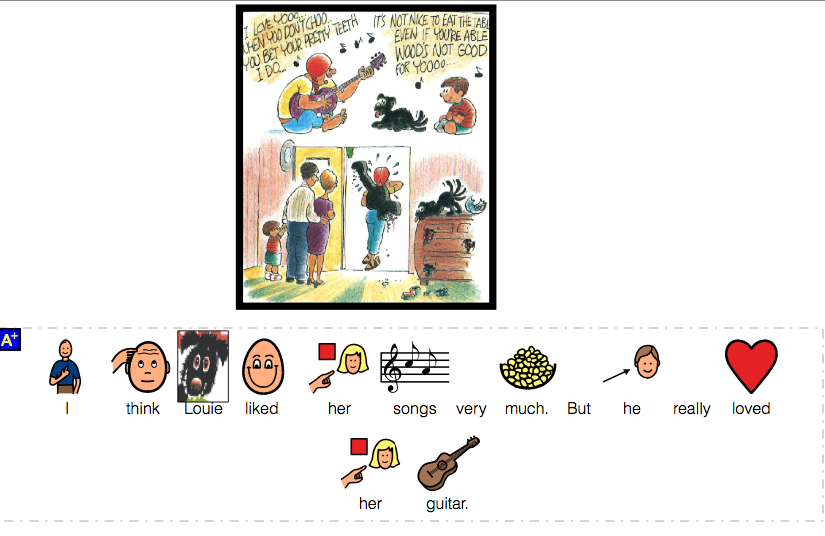 I LOVE YOOO...
WHEN YOO DON'T CHOO...
YOU BET YOUR PRETTY TEETH
I DO...
IT'S NOT NICE TO EAT THE TABL
EVEN IF YOU'RE ABLE
WOOD'S NOT GOOD
FOR YOOOO...
A+
I think Louie liked her songs very much. But he really loved
her guitar.